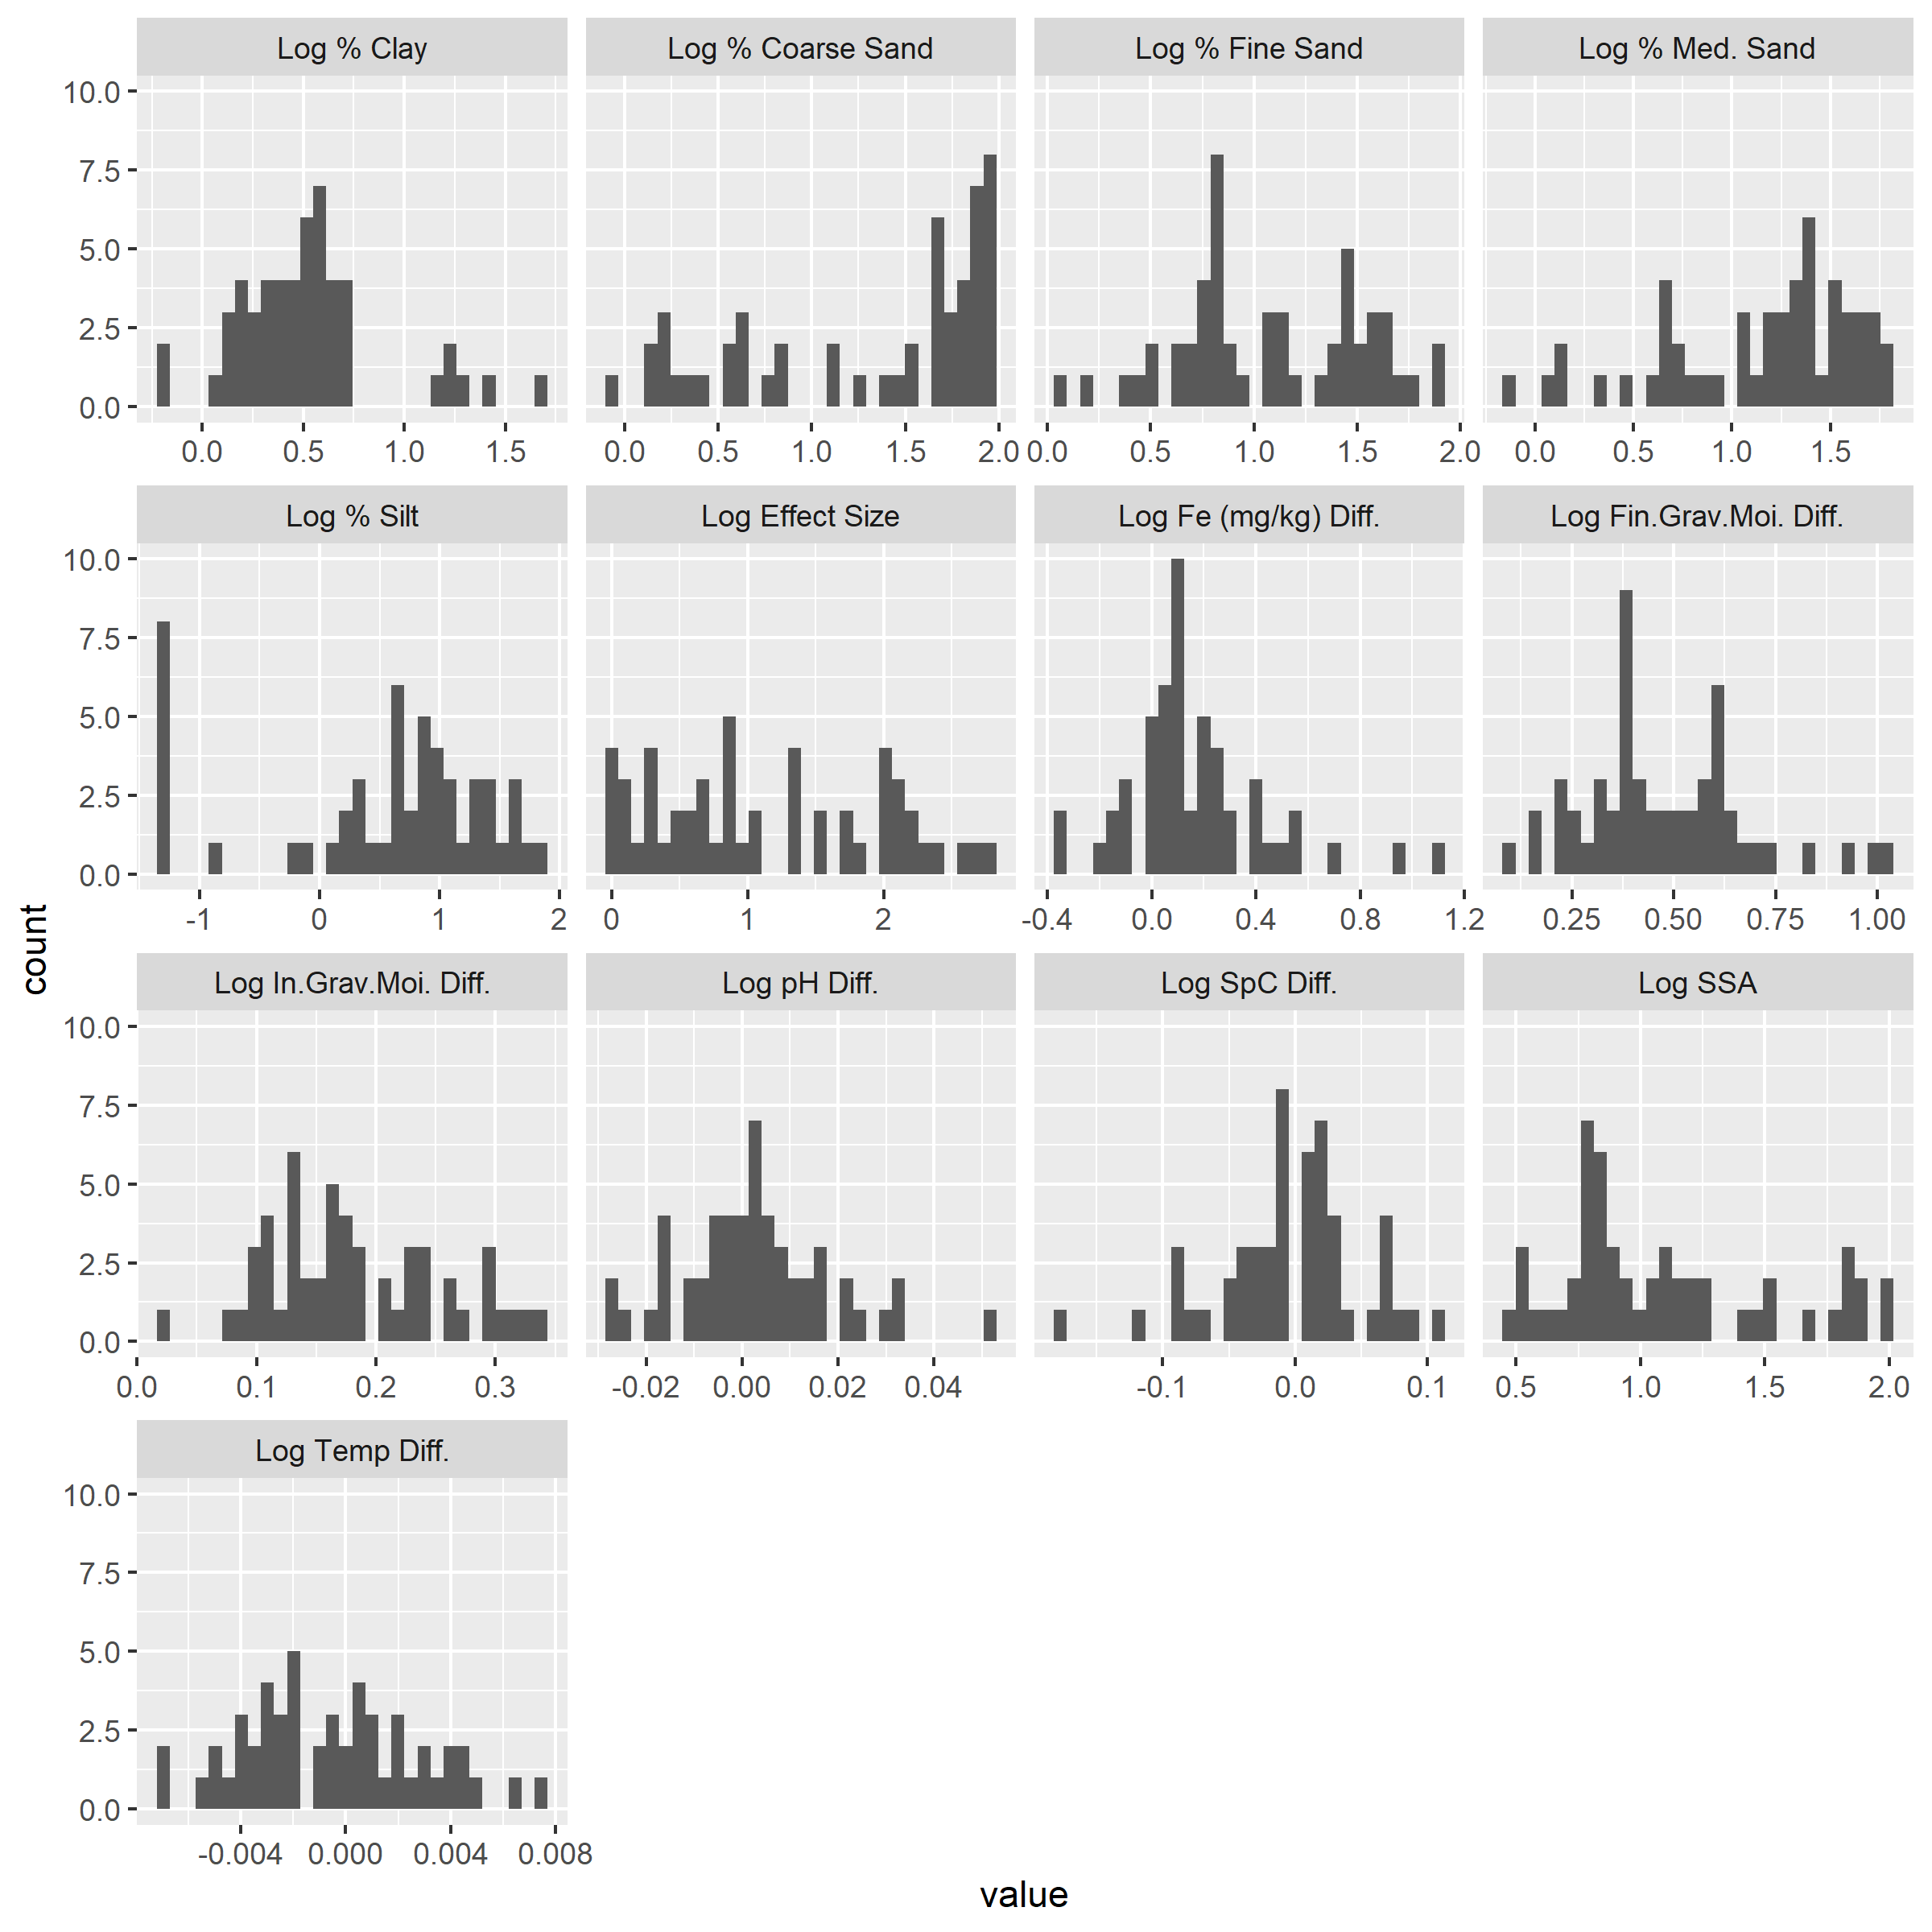 Log % Clay
Log % Coarse Sand
Log % Fine Sand
Log % Med. Sand
10.0
7.5
5.0
2.5
0.0
0.0 0.5 1.0 1.5
0.0 0.5 1.0 1.5 2.0
0.0 0.5 1.0 1.5 2.0
0.0 0.5 1.0 1.5
Log % Silt
Log Effect Size
Log Fe (mg/kg) Diff.
Log Fin.Grav.Moi. Diff.
10.0
7.5
5.0
2.5
0.0
-1 0 1 2
0 1 2
-0.4 0.0 0.4 0.8 1.2
0.25 0.50 0.75 1.00
count
Log In.Grav.Moi. Diff.
Log pH Diff.
Log SpC Diff.
Log SSA
10.0
7.5
5.0
2.5
0.0
0.0 0.1 0.2 0.3
-0.02 0.00 0.02 0.04
-0.1 0.0 0.1
0.5 1.0 1.5 2.0
Log Temp Diff.
10.0
7.5
5.0
2.5
0.0
-0.004 0.000 0.004 0.008
value